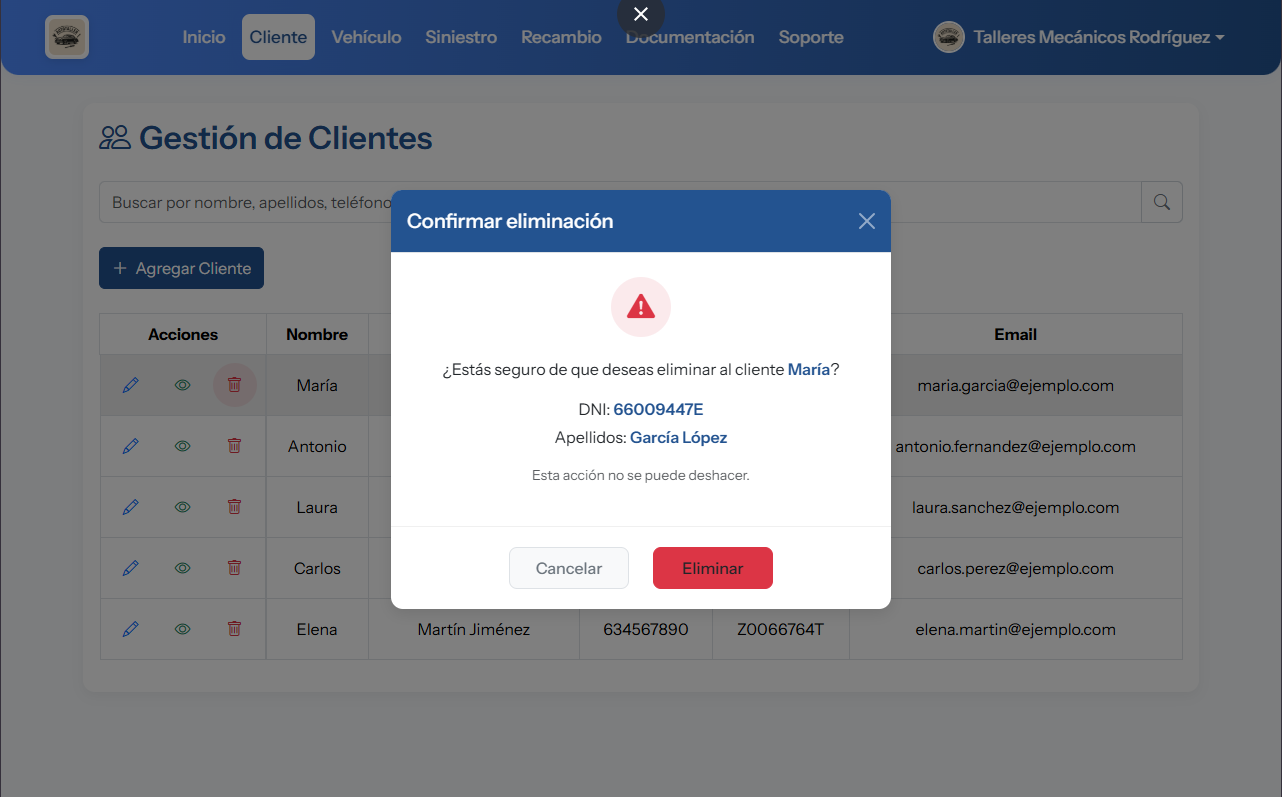 Inicio Cliente Vehículo Siniestro Recambio Documentación Soporte Talleres Mecánicos Rodríguez
Gestión de Clientes
Buscar por nombre, apellidos, teléfono
Confirmar eliminación
+ Agregar Cliente
¿Estás seguro de que deseas eliminar al cliente María?
DNI: 66009447E
Apellidos: García López
Esta acción no se puede deshacer.
Cancelar Eliminar
Acciones Nombre Email
María maria.garcia@ejemplo.com
Antonio antonio.fernandez@ejemplo.com
Laura laura.sanchez@ejemplo.com
Carlos carlos.perez@ejemplo.com
Elena Martín Jiménez 634567890 Z0066764T elena.martin@ejemplo.com